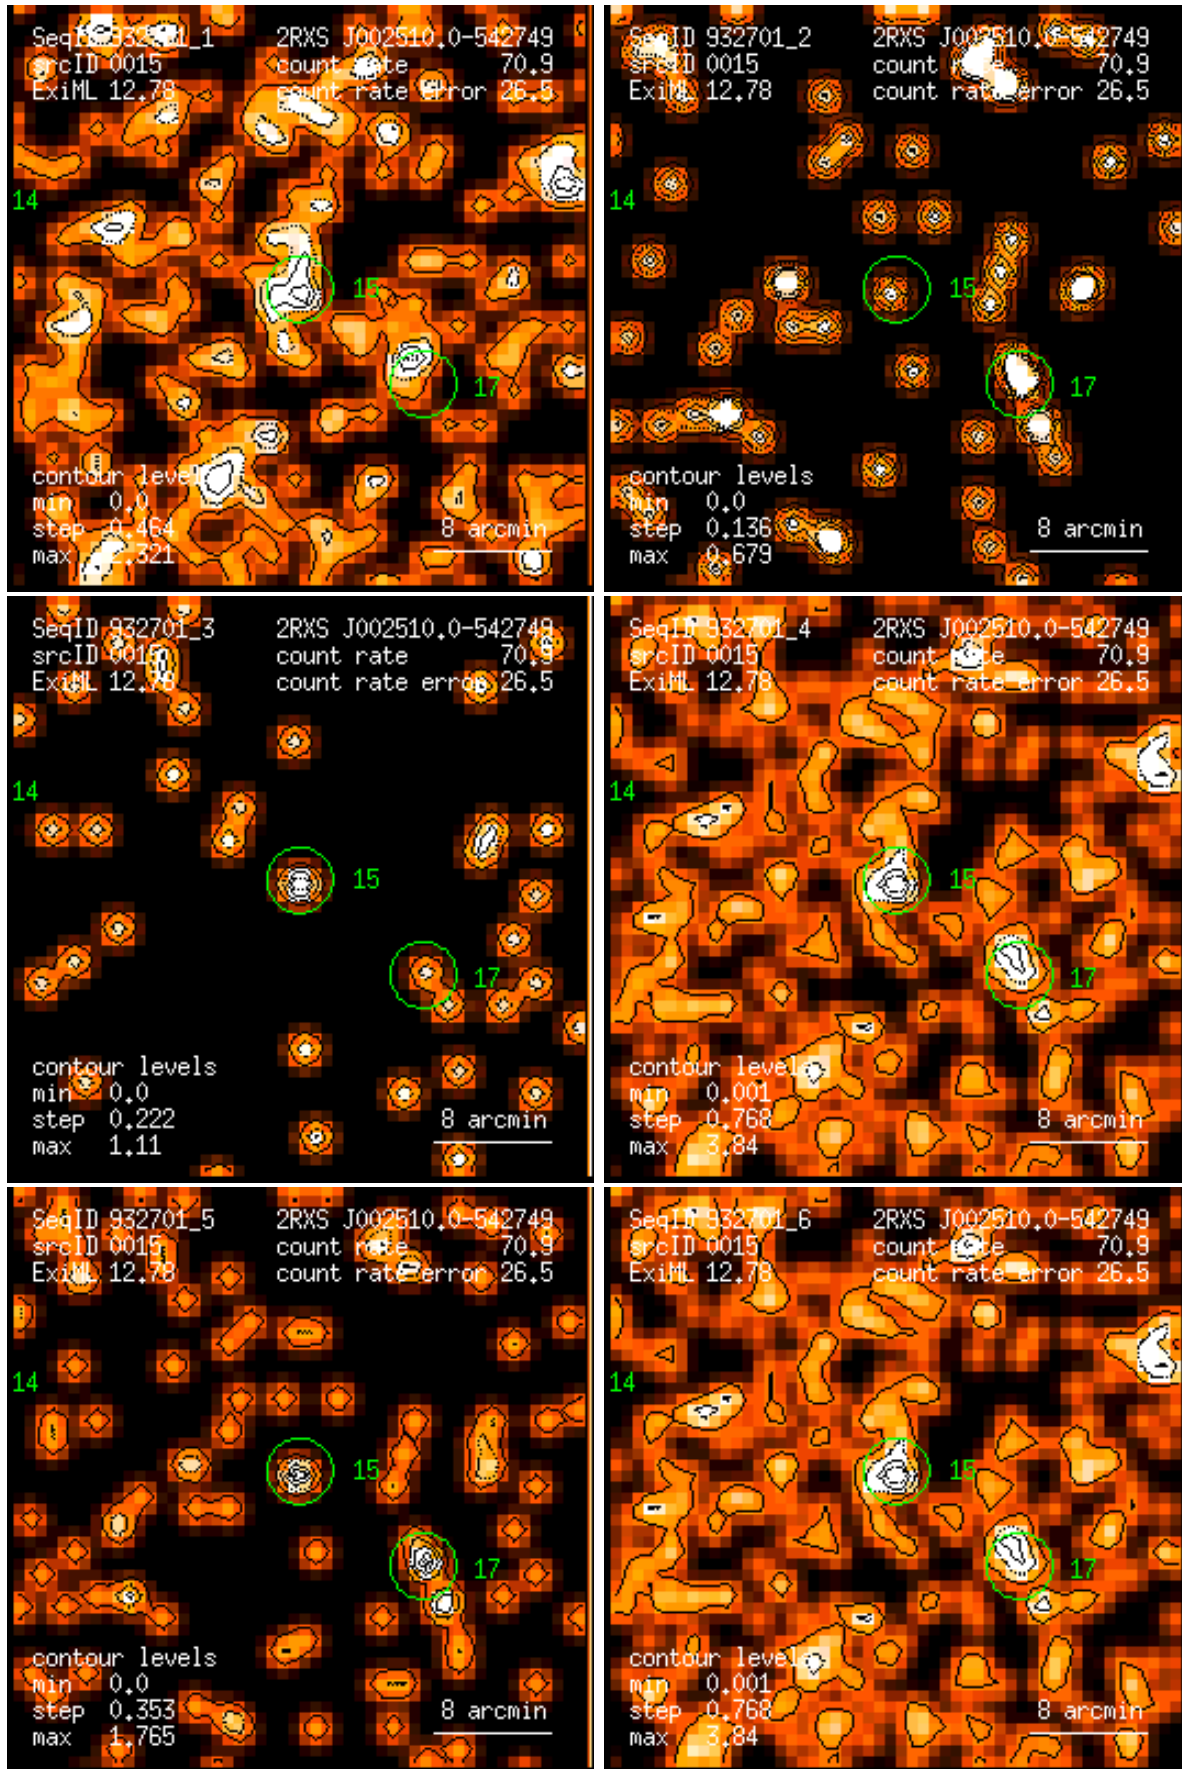 SeqID 932701_1 2RXS J002510.0-542749
srcID 0015 count rate 70.9
ExiML 12.78 count rate error 26.5
14
15
17
contour levels
min 0.0
step 0.464
max 2.321
8 arcmin
SeqID 932701_2 2RXS J002510.0-542749
srcID 0015 count rate 70.9
ExiML 12.78 count rate error 26.5
14
15
17
contour levels
min 0.0
step 0.136
max 0.679
8 arcmin
SeqID 932701_3 2RXS J002510.0-542749
srcID 0015 count rate 70.9
ExiML 12.78 count rate error 26.5
14
15
17
contour levels
min 0.0
step 0.222
max 1.11
8 arcmin
SeqID 932701_4 2RXS J002510.0-542749
srcID 0015 count rate 70.9
ExiML 12.78 count rate error 26.5
14
15
17
contour levels
min 0.001
step 0.768
max 3.84
8 arcmin
SeqID 932701_5 2RXS J002510.0-542749
srcID 0015 count rate 70.9
ExiML 12.78 count rate error 26.5
14
15
17
contour levels
min 0.0
step 0.353
max 1.765
8 arcmin
SeqID 932701_6 2RXS J002510.0-542749
srcID 0015 count rate 70.9
ExiML 12.78 count rate error 26.5
14
15
17
contour levels
min 0.001
step 0.768
max 3.84
8 arcmin